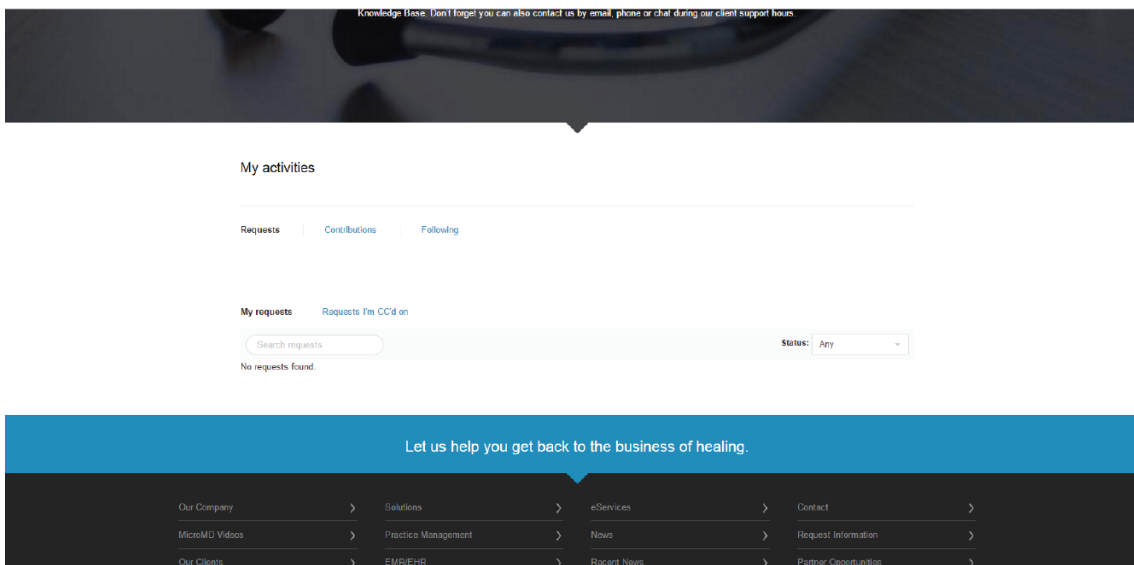 Knowledge Base. Don't forget you can also contact us by email, phone or chat during our client support hours.
My activities
Requests Contributions Following
My requests Requests I'm CC'd on
Search requests Status: Any
No requests found.
Let us help you get back to the business of healing.
Our Company Solutions eServices Contact
MicroMD Videos Practice Management News Request Information
Our Clients EMR/EHR Recent News Partner Opportunities